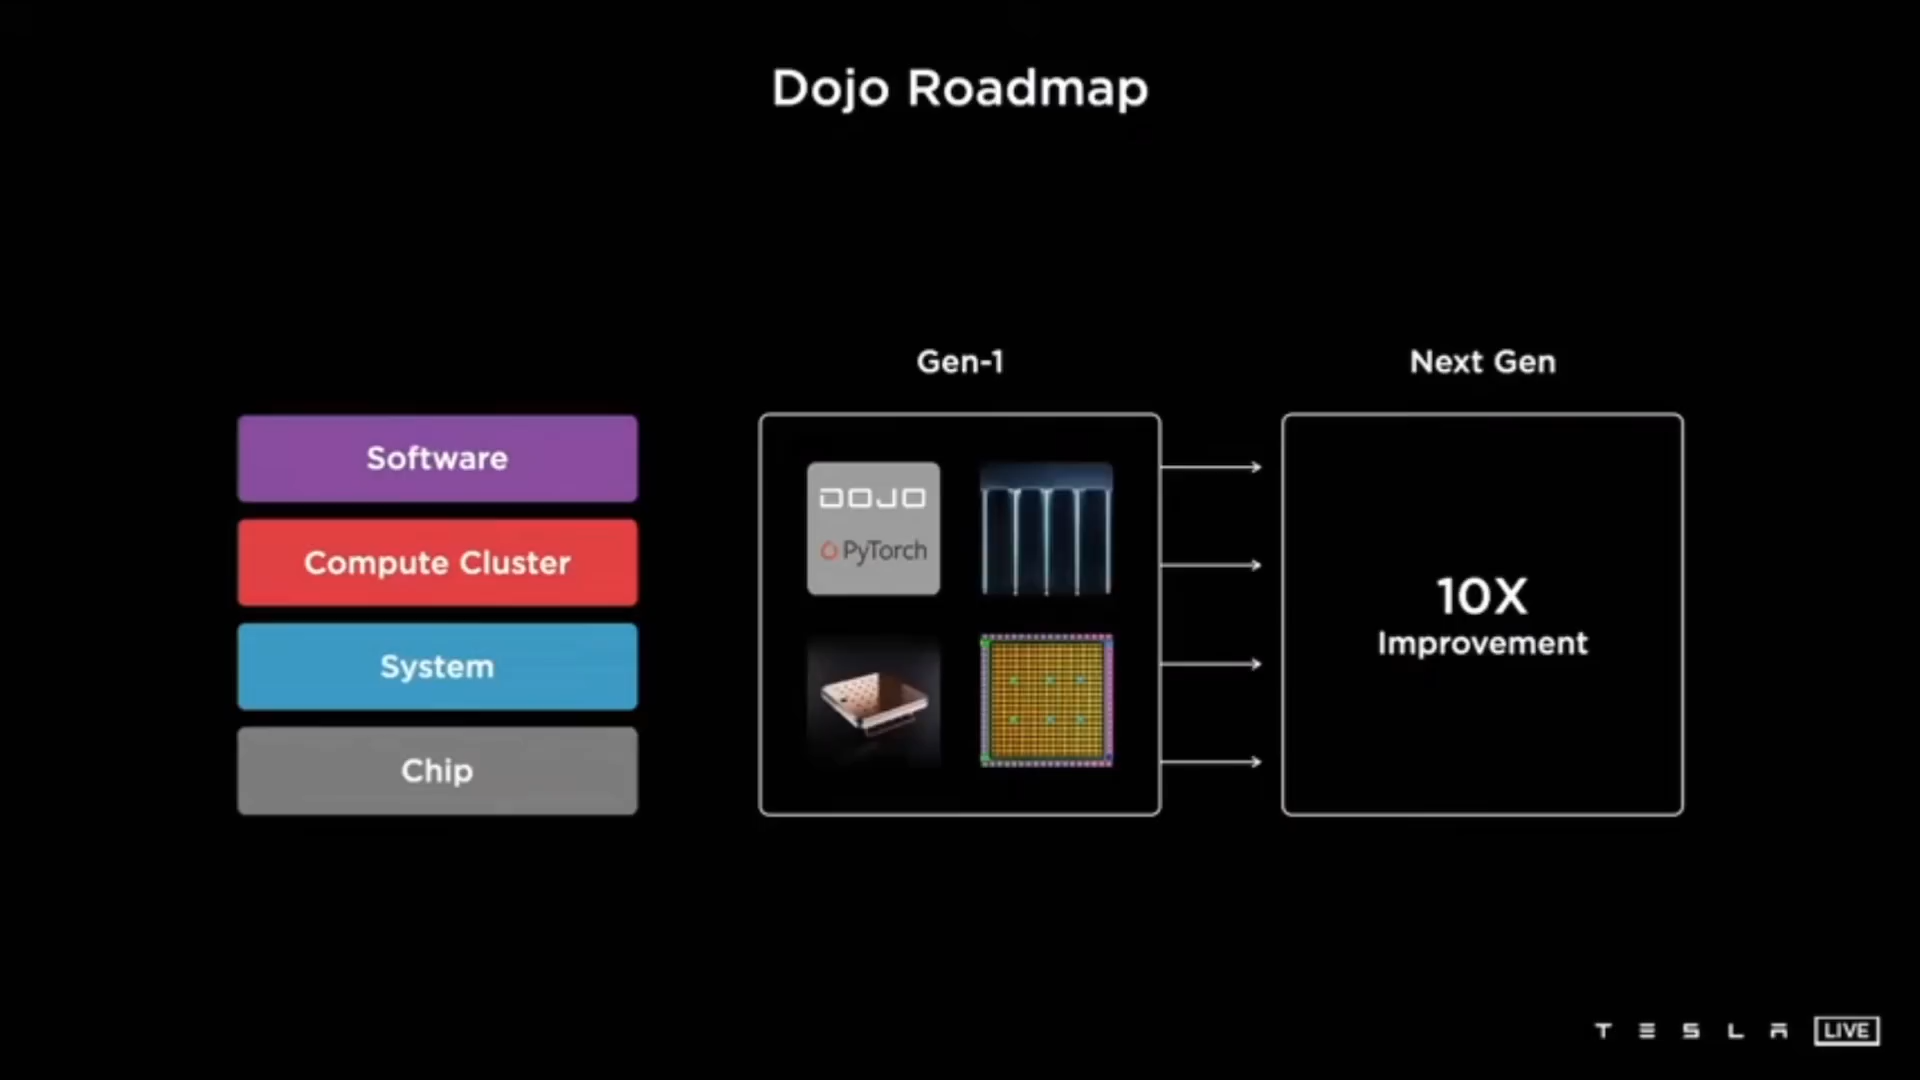 Dojo Roadmap
Software
Compute Cluster
System
Chip
Gen-1
DOJO
PyTorch
Next Gen
10X
Improvement
TESLA LIVE